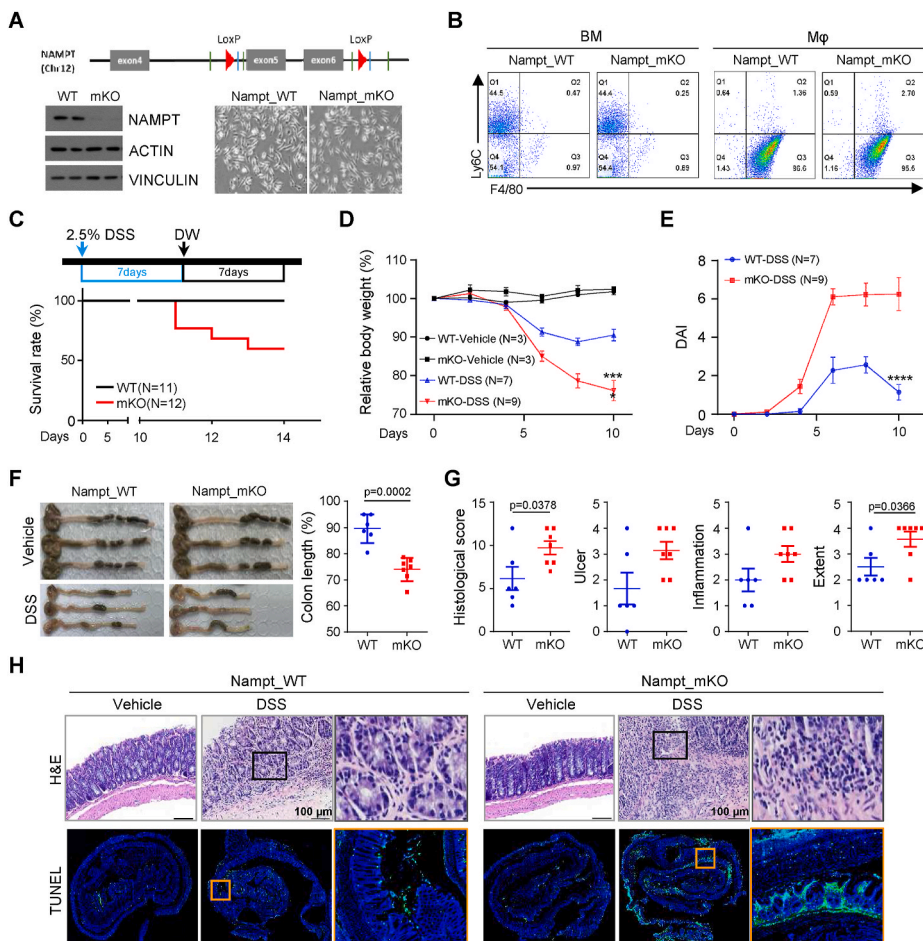 A
LoxP LoxP
NAMPT
(Chr12)
exon4 exon5 exon6
WT mKO
NAMPT
ACTIN
VINCULIN
Nampt_WT Nampt_mKO
B
BM Mφ
Nampt_WT Nampt_mKO Nampt_WT Nampt_mKO
Q1 Q2 Q1 Q2 Q1 Q2 Q1 Q2
44.5 0.47 44.4 0.25 0.64 1.36 0.59 2.70
Q4 Q3 Q4 Q3 Q4 Q3 Q4 Q3
54.1 0.97 54.4 0.89 1.43 96.6 1.16 95.5
Ly6C
F4/80
C
2.5% DSS DW
7days 7days
Survival rate (%)
100
50
0
WT(N=11)
mKO(N=12)
Days 0 5 10 12 14
D
Relative body weight (%)
110
100
90
80
70
WT-Vehicle (N=3)
mKO-Vehicle (N=3)
WT-DSS (N=7)
mKO-DSS (N=9)
***
*
Days 0 5 10
E
DAI
6
4
2
0
WT-DSS (N=7)
mKO-DSS (N=9)
****
Days 0 5 10
F
Nampt_WT Nampt_mKO
Vehicle
DSS
p=0.0002
Colon length (%)
100
90
80
70
60
50
WT mKO
G
p=0.0378
Histological score
15
10
5
0
WT mKO
Ulcer
5
4
3
2
1
0
WT mKO
Inflammation
5
4
3
2
1
0
WT mKO
p=0.0366
Extent
5
4
3
2
1
0
WT mKO
H
Nampt_WT Nampt_mKO
Vehicle DSS Vehicle DSS
H&E
100 μm 100 μm
TUNEL